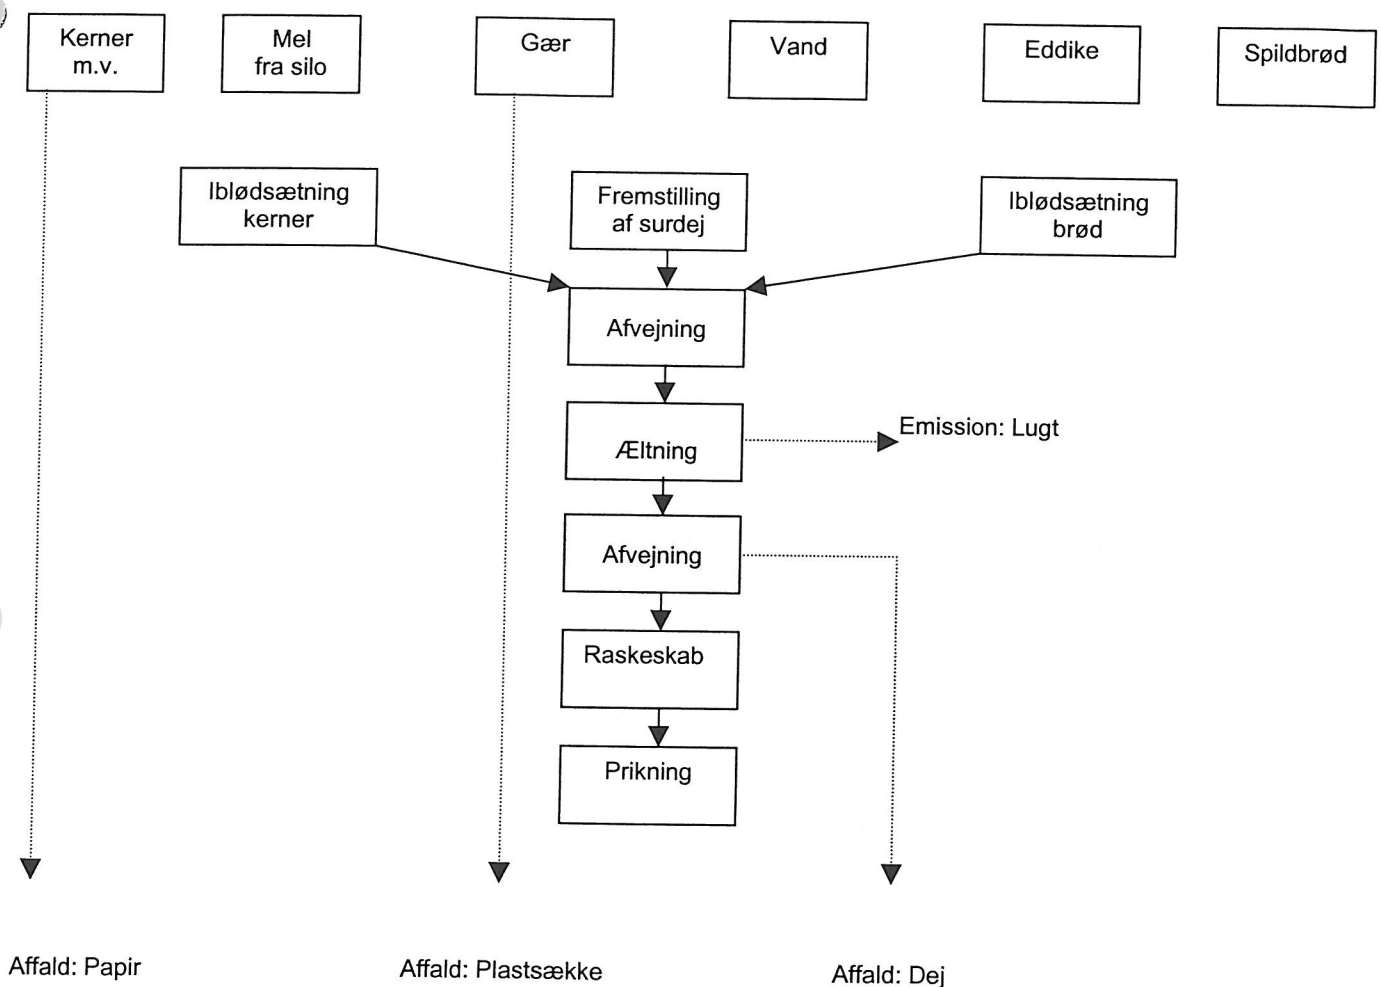 Kerner
m.v.
Mel
fra silo
Gær
Vand
Eddike
Spildbrød
Iblødsætning
kerner
Fremstilling
af surdej
Iblødsætning
brød
Afvejning
Æltning
Emission: Lugt
Afvejning
Raskeskab
Prikning
Affald: Papir
Affald: Plastsække
Affald: Dej